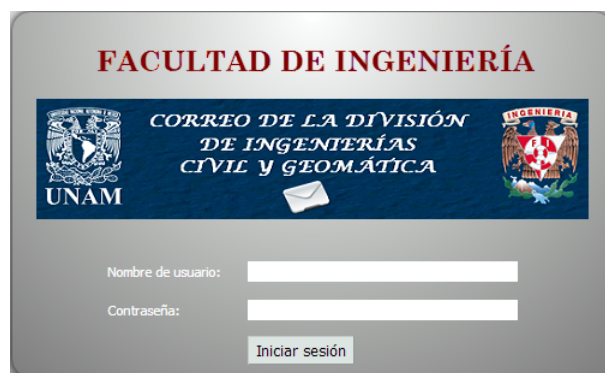 FACULTAD DE INGENIERÍA
CORREO DE LA DIVISIÓN
DE INGENIERÍAS
CIVIL Y GEOMÁTICA
UNAM
INGENIERIA
Nombre de usuario:
Contraseña:
Iniciar sesión